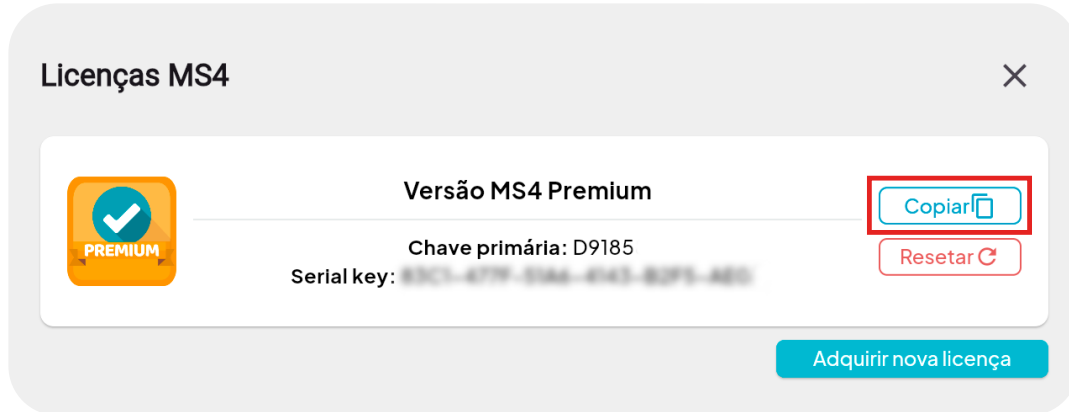 Licenças MS4
PREMIUM
Versão MS4 Premium
Chave primária: D9185
Serial key:
Copiar
Resetar
Adquirir nova licença